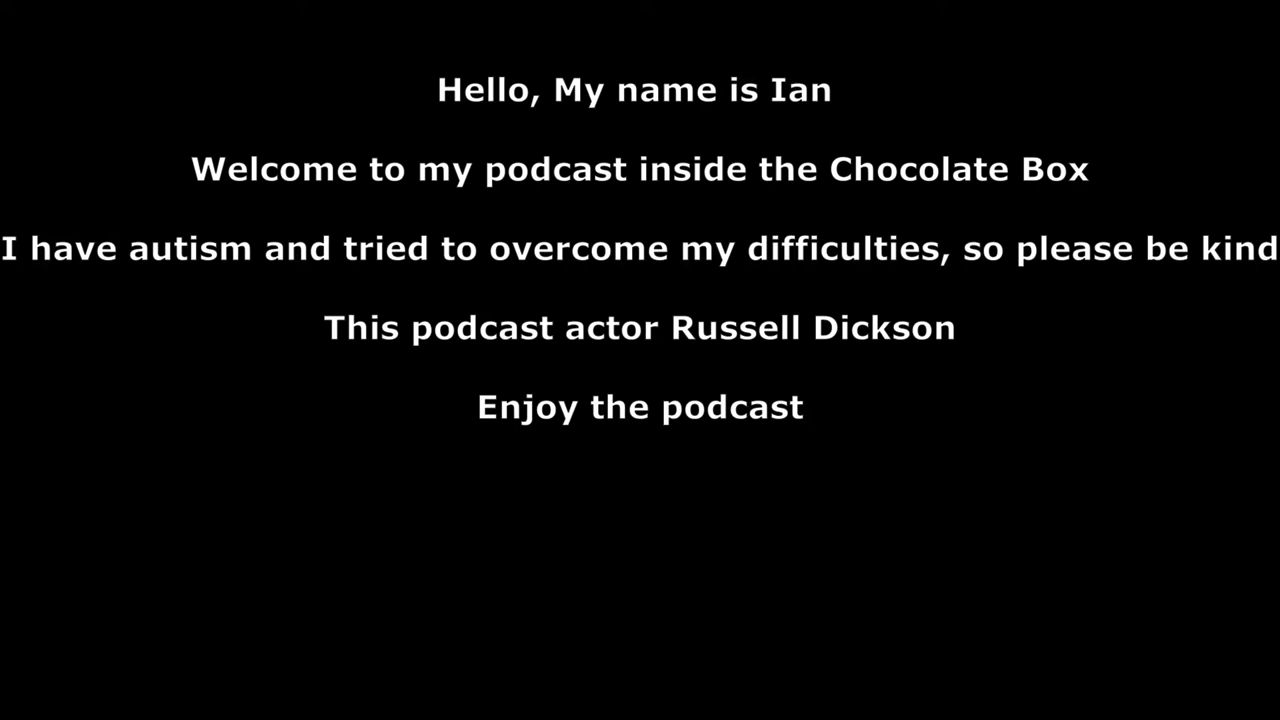 Hello, My name is Ian
Welcome to my podcast inside the Chocolate Box
I have autism and tried to overcome my difficulties, so please be kind
This podcast actor Russell Dickson
Enjoy the podcast